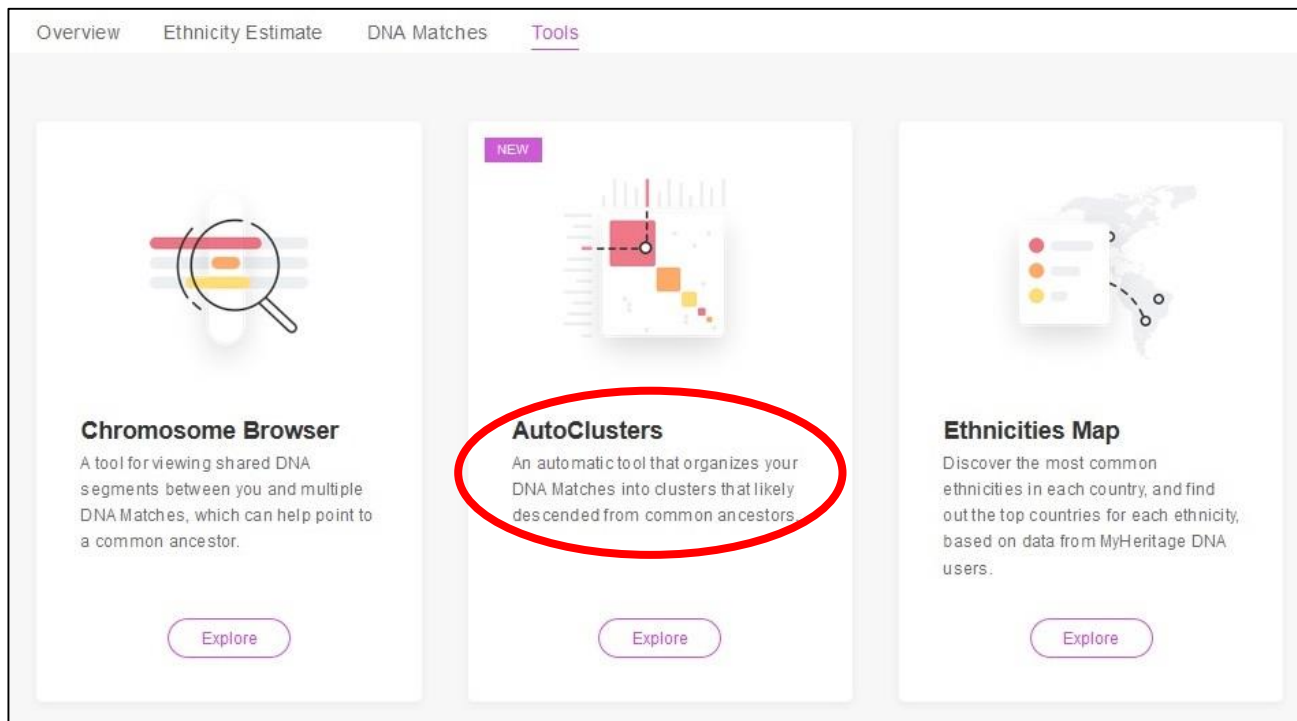 Overview Ethnicity Estimate DNA Matches Tools
NEW
Chromosome Browser
A tool for viewing shared DNA
segments between you and multiple
DNA Matches, which can help point to
a common ancestor.
Explore
AutoClusters
An automatic tool that organizes your
DNA Matches into clusters that likely
descended from common ancestors.
Explore
Ethnicities Map
Discover the most common
ethnicities in each country, and find
out the top countries for each ethnicity,
based on data from MyHeritage DNA
users.
Explore